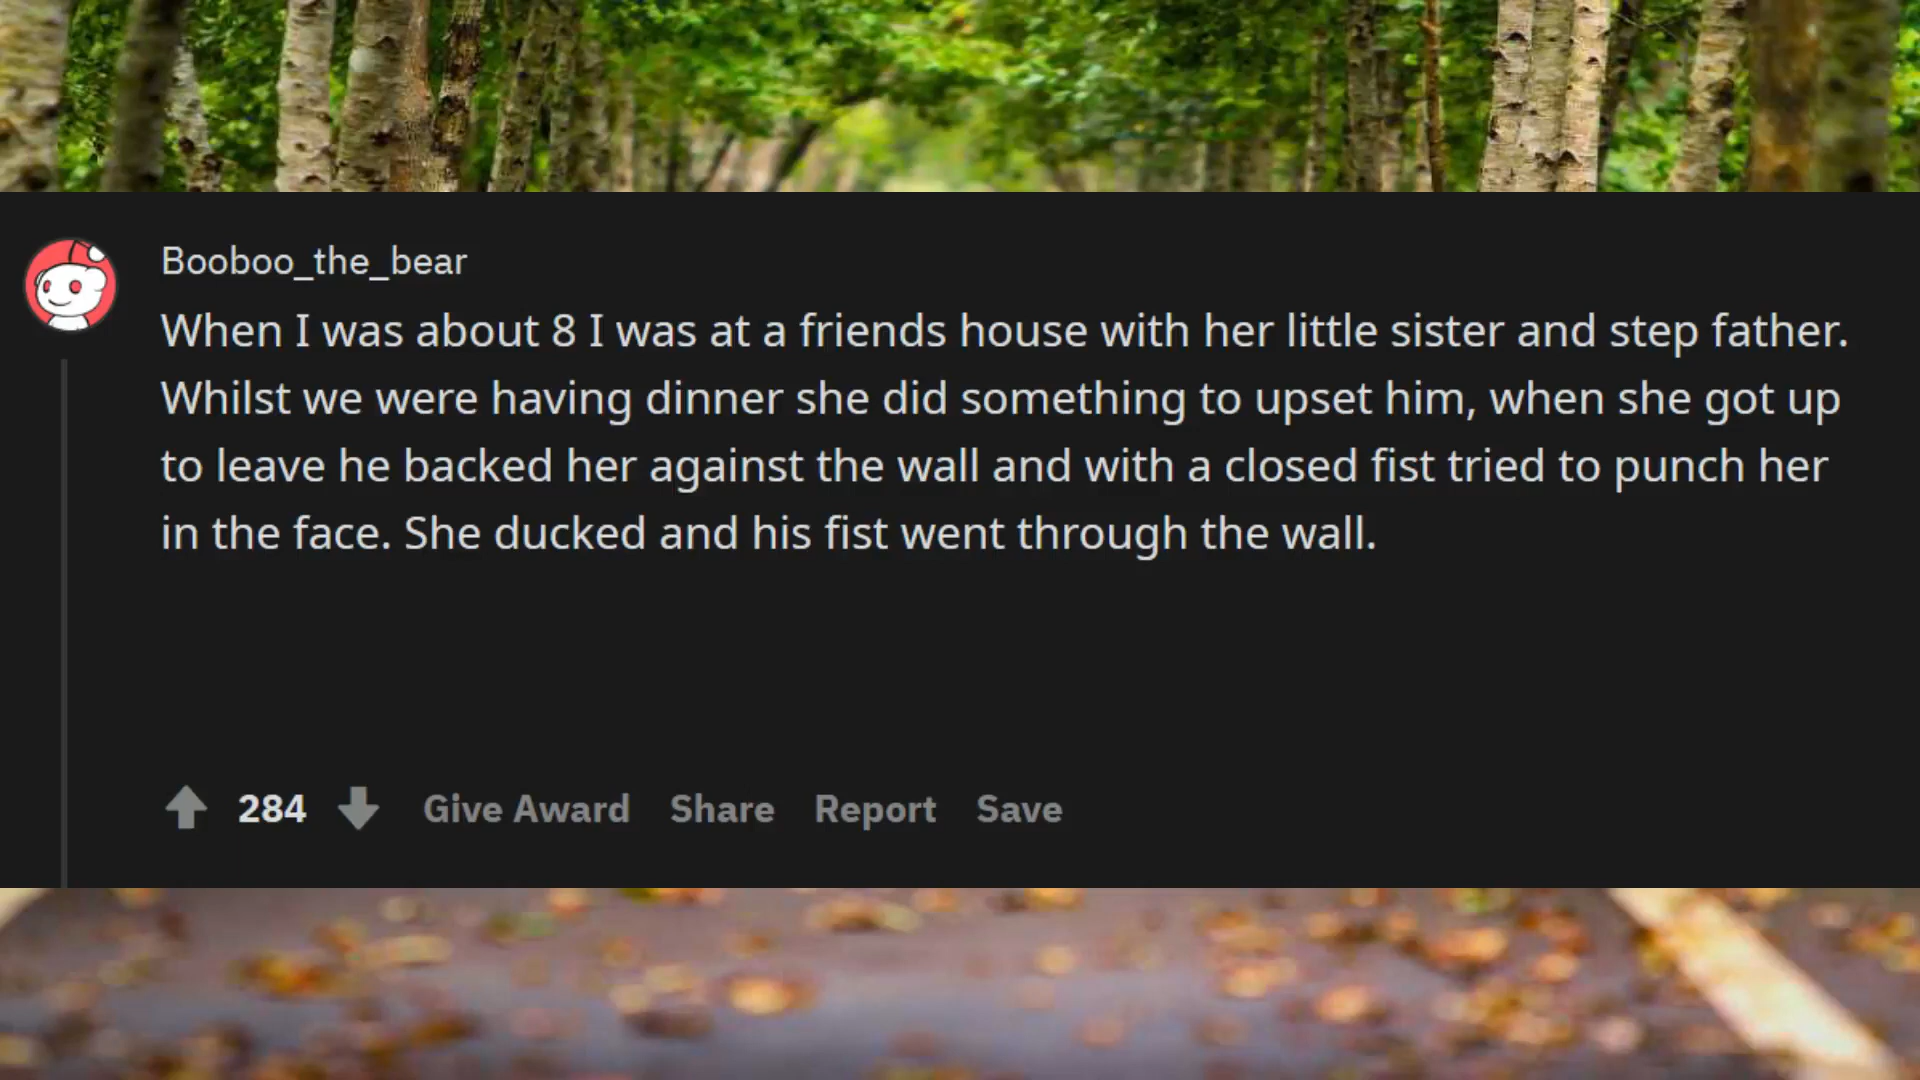 Booboo_the_bear
When I was about 8 I was at a friends house with her little sister and step father.
Whilst we were having dinner she did something to upset him, when she got up
to leave he backed her against the wall and with a closed fist tried to punch her
in the face. She ducked and his fist went through the wall.
284 Give Award Share Report Save